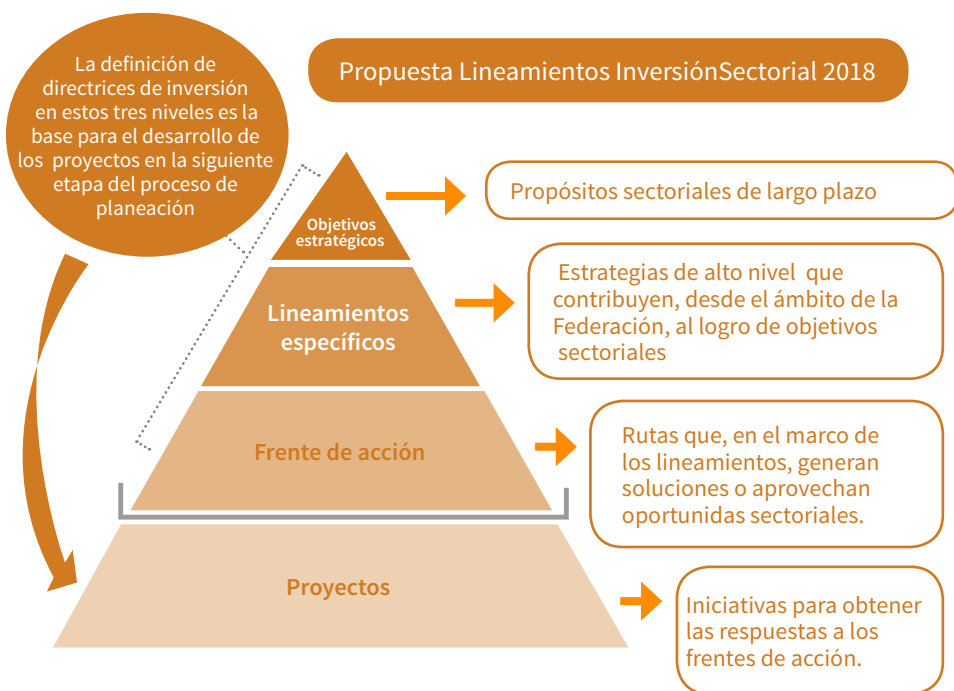 La definición de
directrices de inversión
en estos tres niveles es la
base para el desarrollo de
los proyectos en la siguiente
etapa del proceso de
planeación
Propuesta Lineamientos InversiónSectorial 2018
Objetivos
estratégicos
Propósitos sectoriales de largo plazo
Lineamientos
específicos
Estrategias de alto nivel que
contribuyen, desde el ámbito de la
Federación, al logro de objetivos
sectoriales
Frente de acción
Rutas que, en el marco de
los lineamientos, generan
soluciones o aprovechan
oportunidas sectoriales.
Proyectos
Iniciativas para obtener
las respuestas a los
frentes de acción.